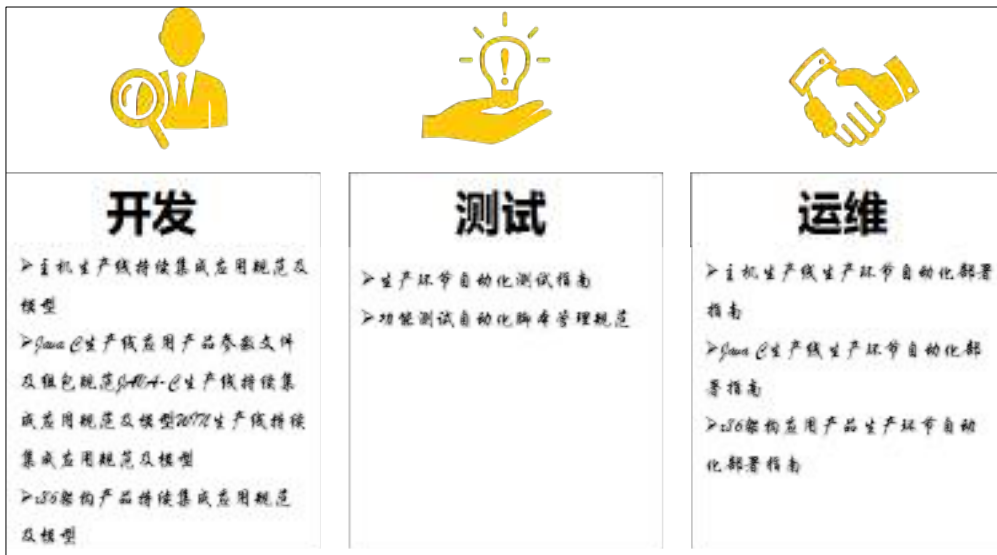 开发
➢主机生产线持续集成应用规范及
模型
➢Java C生产线应用产品参数文件
及组包规范JAVA-C生产线持续集
成应用规范及模型WIN生产线持续
集成应用规范及模型
➢x86架构产品持续集成应用规范
及模型
测试
➢生产环节自动化测试指南
➢功能测试自动化脚本管理规范
运维
➢主机生产线生产环节自动化部署
指南
➢Java C生产线生产环节自动化部
署指南
➢x86架构应用产品生产环节自动
化部署指南